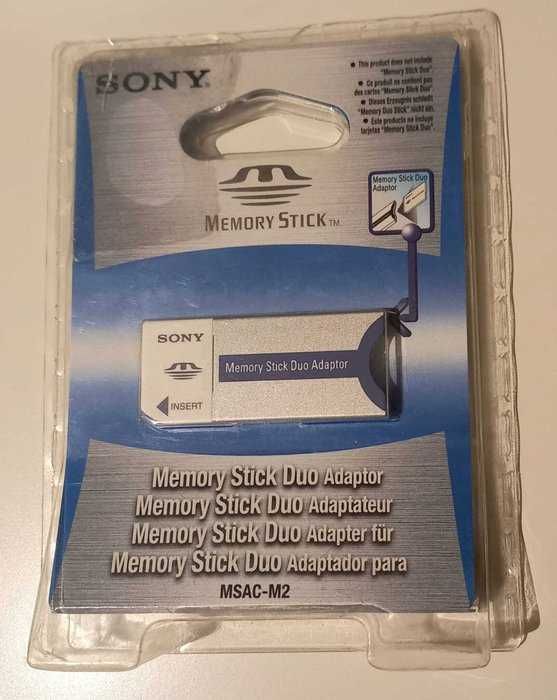 SONY
• This product does not include
"Memory Stick Duo".
• Ce produit ne contient pas
des cartes "Memory Stick Duo".
• Dieses Erzeugnis schließt
"Memory Duo Stick" nicht ein.
• Este producto no incluye
tarjetas "Memory Stick Duo".
Memory Stick Duo
Adaptor
MEMORY STICK™
SONY
Memory Stick Duo Adaptor
INSERT
Memory Stick Duo Adaptor
Memory Stick Duo Adaptateur
Memory Stick Duo Adapter für
Memory Stick Duo Adaptador para
MSAC-M2